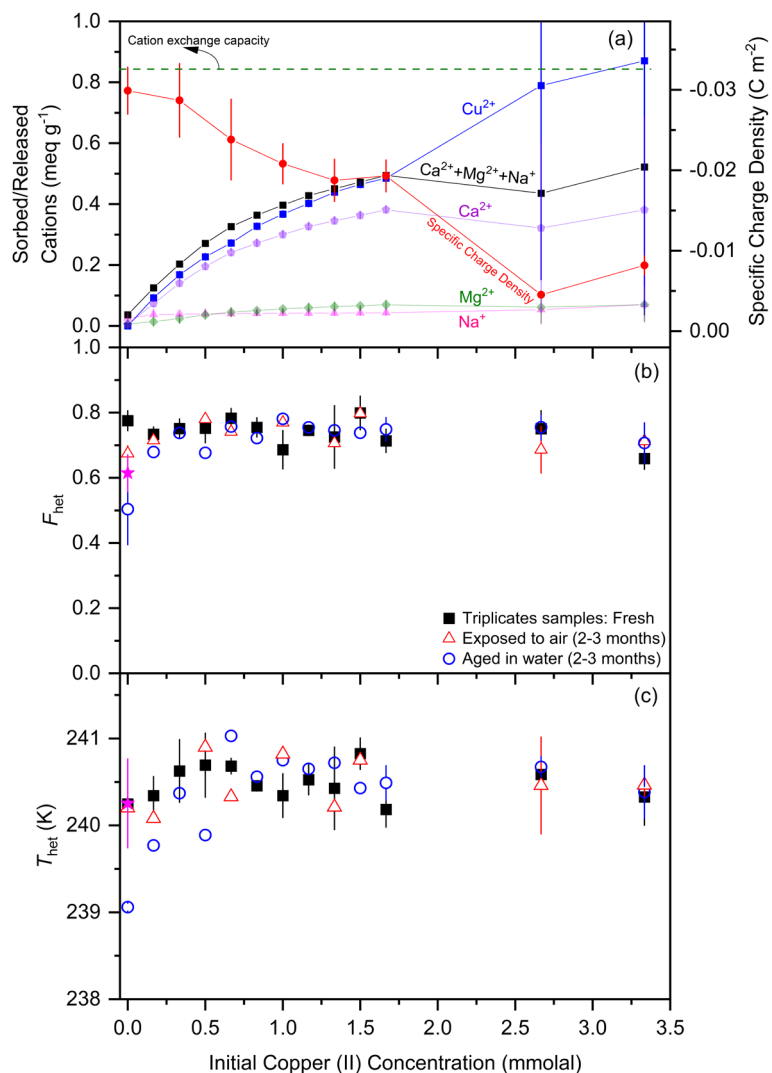 (a)
Cation exchange capacity
Cu²⁺
Ca²⁺+Mg²⁺+Na⁺
Ca²⁺
Specific Charge Density
Mg²⁺
Na⁺
1.0
0.8
0.6
0.4
0.2
0.0
Sorbed/Released
Cations (meq g⁻¹)
-0.03
-0.02
-0.01
0.00
Specific Charge Density (C m⁻²)
(b)
1.0
0.8
0.6
0.4
0.2
0.0
F_het
Triplicates samples: Fresh
Exposed to air (2-3 months)
Aged in water (2-3 months)
(c)
241
240
239
238
T_het (K)
0.0 0.5 1.0 1.5 2.0 2.5 3.0 3.5
Initial Copper (II) Concentration (mmolal)